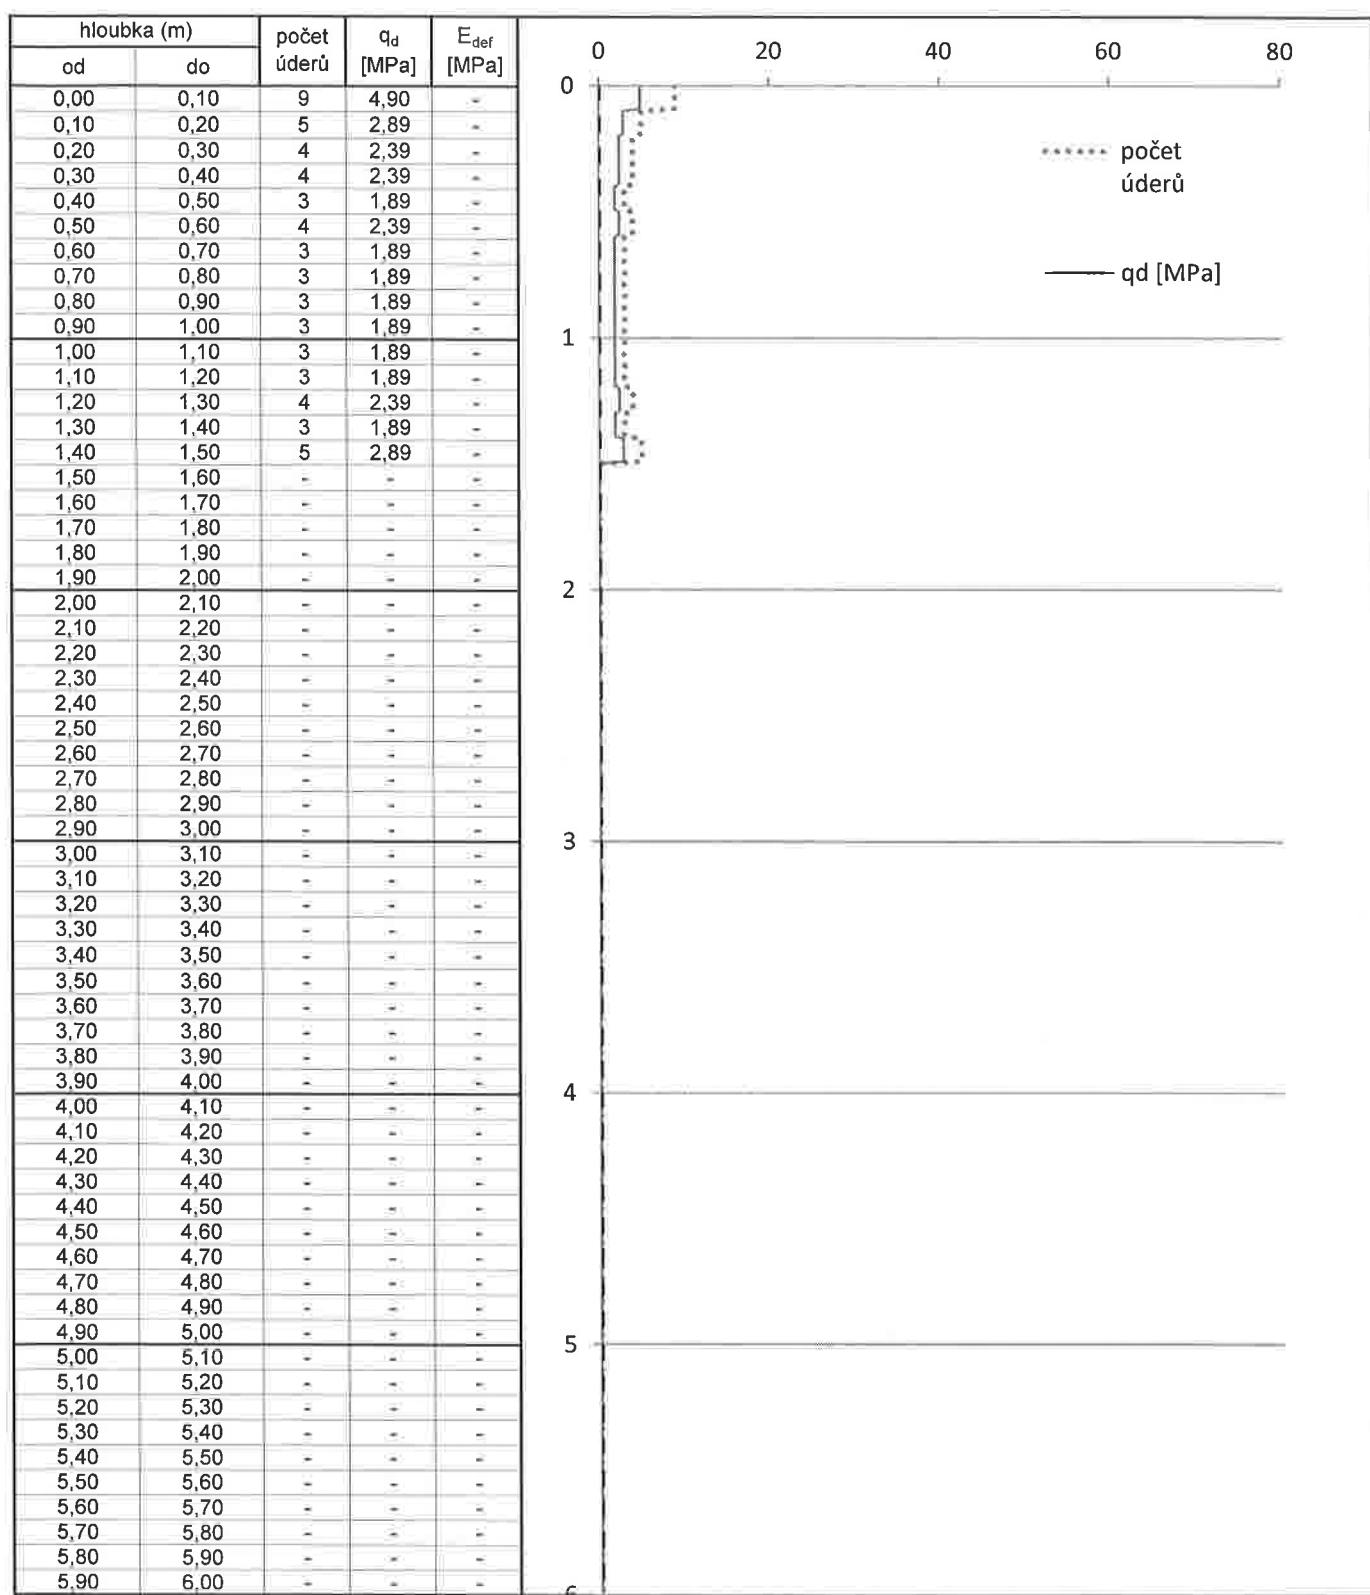 hloubka (m) počet úderů qd [MPa] Edef [MPa]
od do
0,00 0,10 9 4,90 -
0,10 0,20 5 2,89 -
0,20 0,30 4 2,39 -
0,30 0,40 4 2,39 -
0,40 0,50 3 1,89 -
0,50 0,60 4 2,39 -
0,60 0,70 3 1,89 -
0,70 0,80 3 1,89 -
0,80 0,90 3 1,89 -
0,90 1,00 3 1,89 -
1,00 1,10 3 1,89 -
1,10 1,20 3 1,89 -
1,20 1,30 4 2,39 -
1,30 1,40 3 1,89 -
1,40 1,50 5 2,89 -
1,50 1,60 - - -
1,60 1,70 - - -
1,70 1,80 - - -
1,80 1,90 - - -
1,90 2,00 - - -
2,00 2,10 - - -
2,10 2,20 - - -
2,20 2,30 - - -
2,30 2,40 - - -
2,40 2,50 - - -
2,50 2,60 - - -
2,60 2,70 - - -
2,70 2,80 - - -
2,80 2,90 - - -
2,90 3,00 - - -
3,00 3,10 - - -
3,10 3,20 - - -
3,20 3,30 - - -
3,30 3,40 - - -
3,40 3,50 - - -
3,50 3,60 - - -
3,60 3,70 - - -
3,70 3,80 - - -
3,80 3,90 - - -
3,90 4,00 - - -
4,00 4,10 - - -
4,10 4,20 - - -
4,20 4,30 - - -
4,30 4,40 - - -
4,40 4,50 - - -
4,50 4,60 - - -
4,60 4,70 - - -
4,70 4,80 - - -
4,80 4,90 - - -
4,90 5,00 - - -
5,00 5,10 - - -
5,10 5,20 - - -
5,20 5,30 - - -
5,30 5,40 - - -
5,40 5,50 - - -
5,50 5,60 - - -
5,60 5,70 - - -
5,70 5,80 - - -
5,80 5,90 - - -
5,90 6,00 - - -
0 20 40 60 80
0
1
2
3
4
5
6
počet
úderů
qd [MPa]